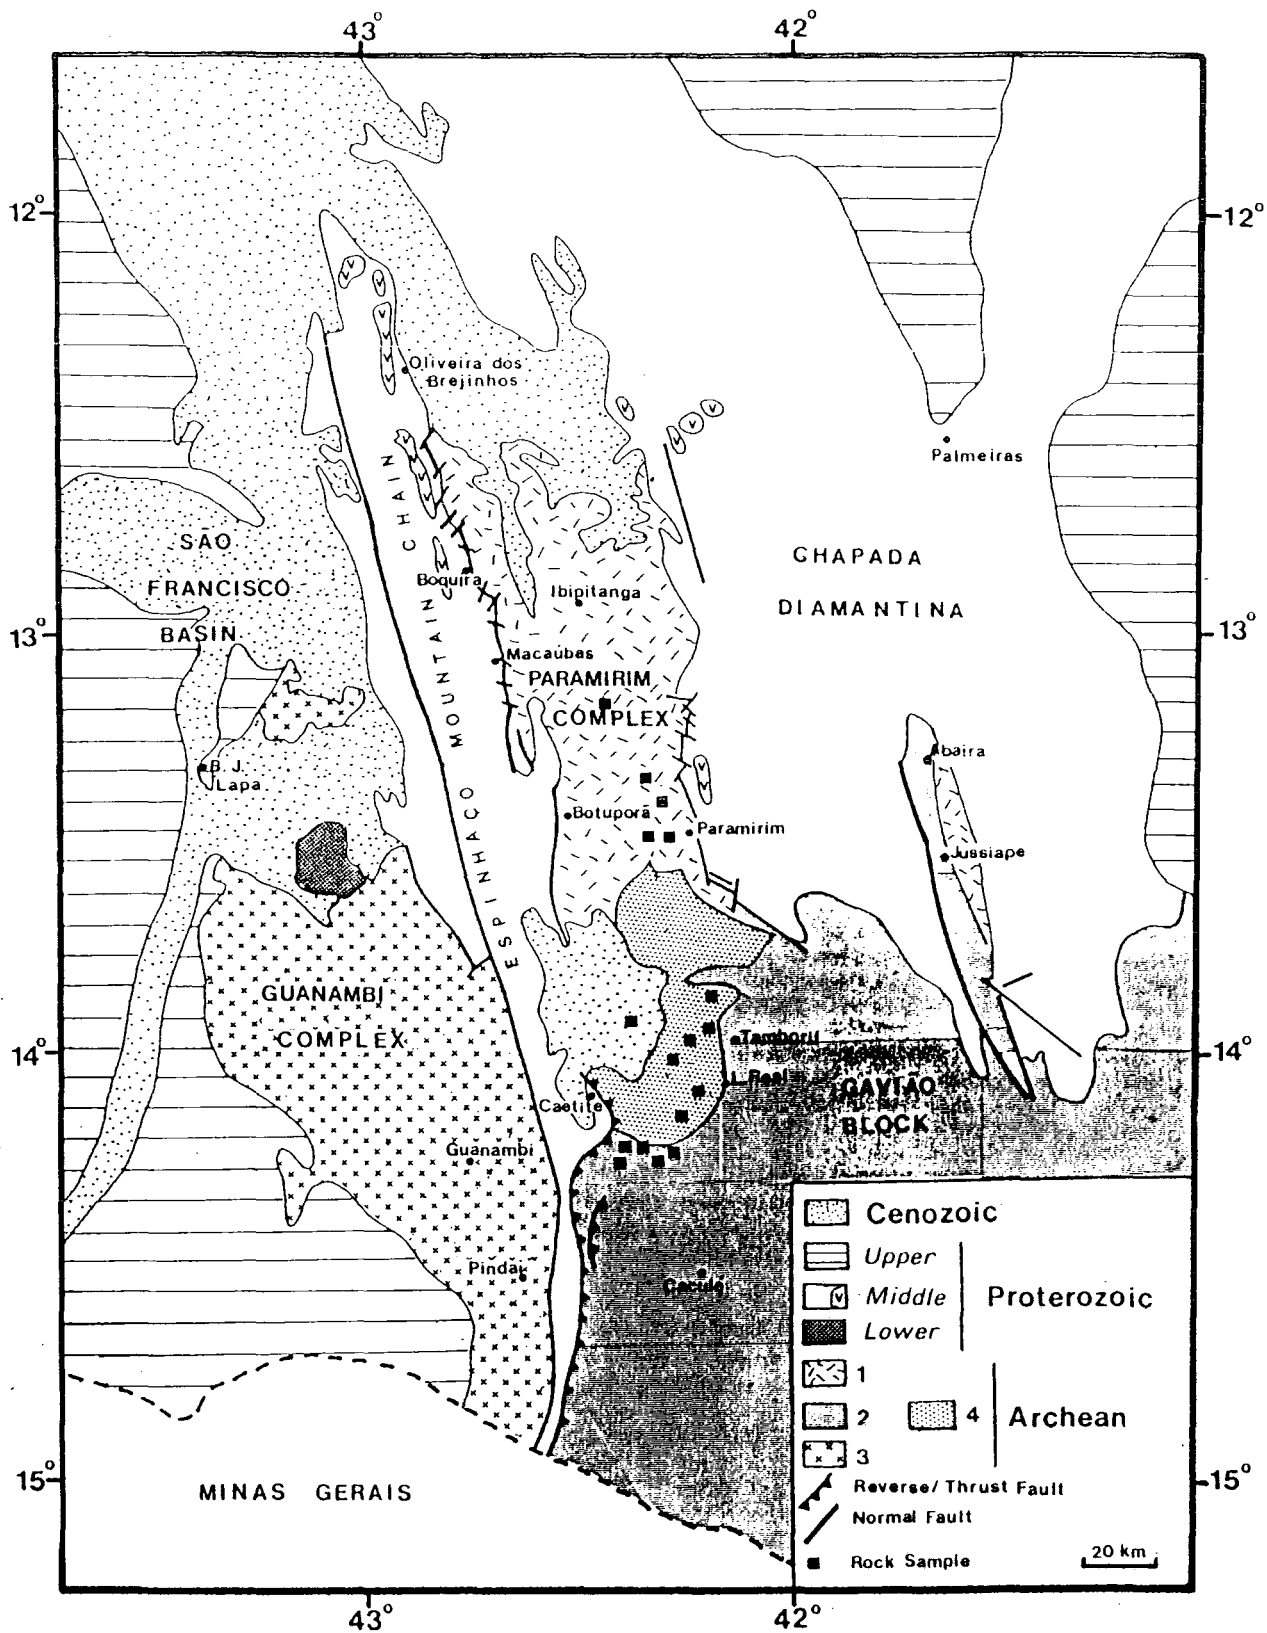 43°
42°
12°
12°
Oliveira dos
Brejinhos
Palmeiras
SÃO
FRANCISCO
BASIN
ESPINHAÇO MOUNTAIN CHAIN
CHAPADA
DIAMANTINA
Boquira
Ibipitanga
13°
13°
Macaúbas
PARAMIRIM
COMPLEX
Abaira
B. J.
Lapa
Botuporã
Paramirim
Jussiape
GUANAMBI
COMPLEX
14°
14°
Tamboril
L. Real
GAVIÃO
BLOCK
Caetité
Guanambi
Pindai
Caculé
Cenozoic
Upper
Middle
Lower
Proterozoic
1
2
4
Archean
3
Reverse/ Thrust Fault
Normal Fault
Rock Sample
20 km
15°
15°
MINAS GERAIS
43°
42°